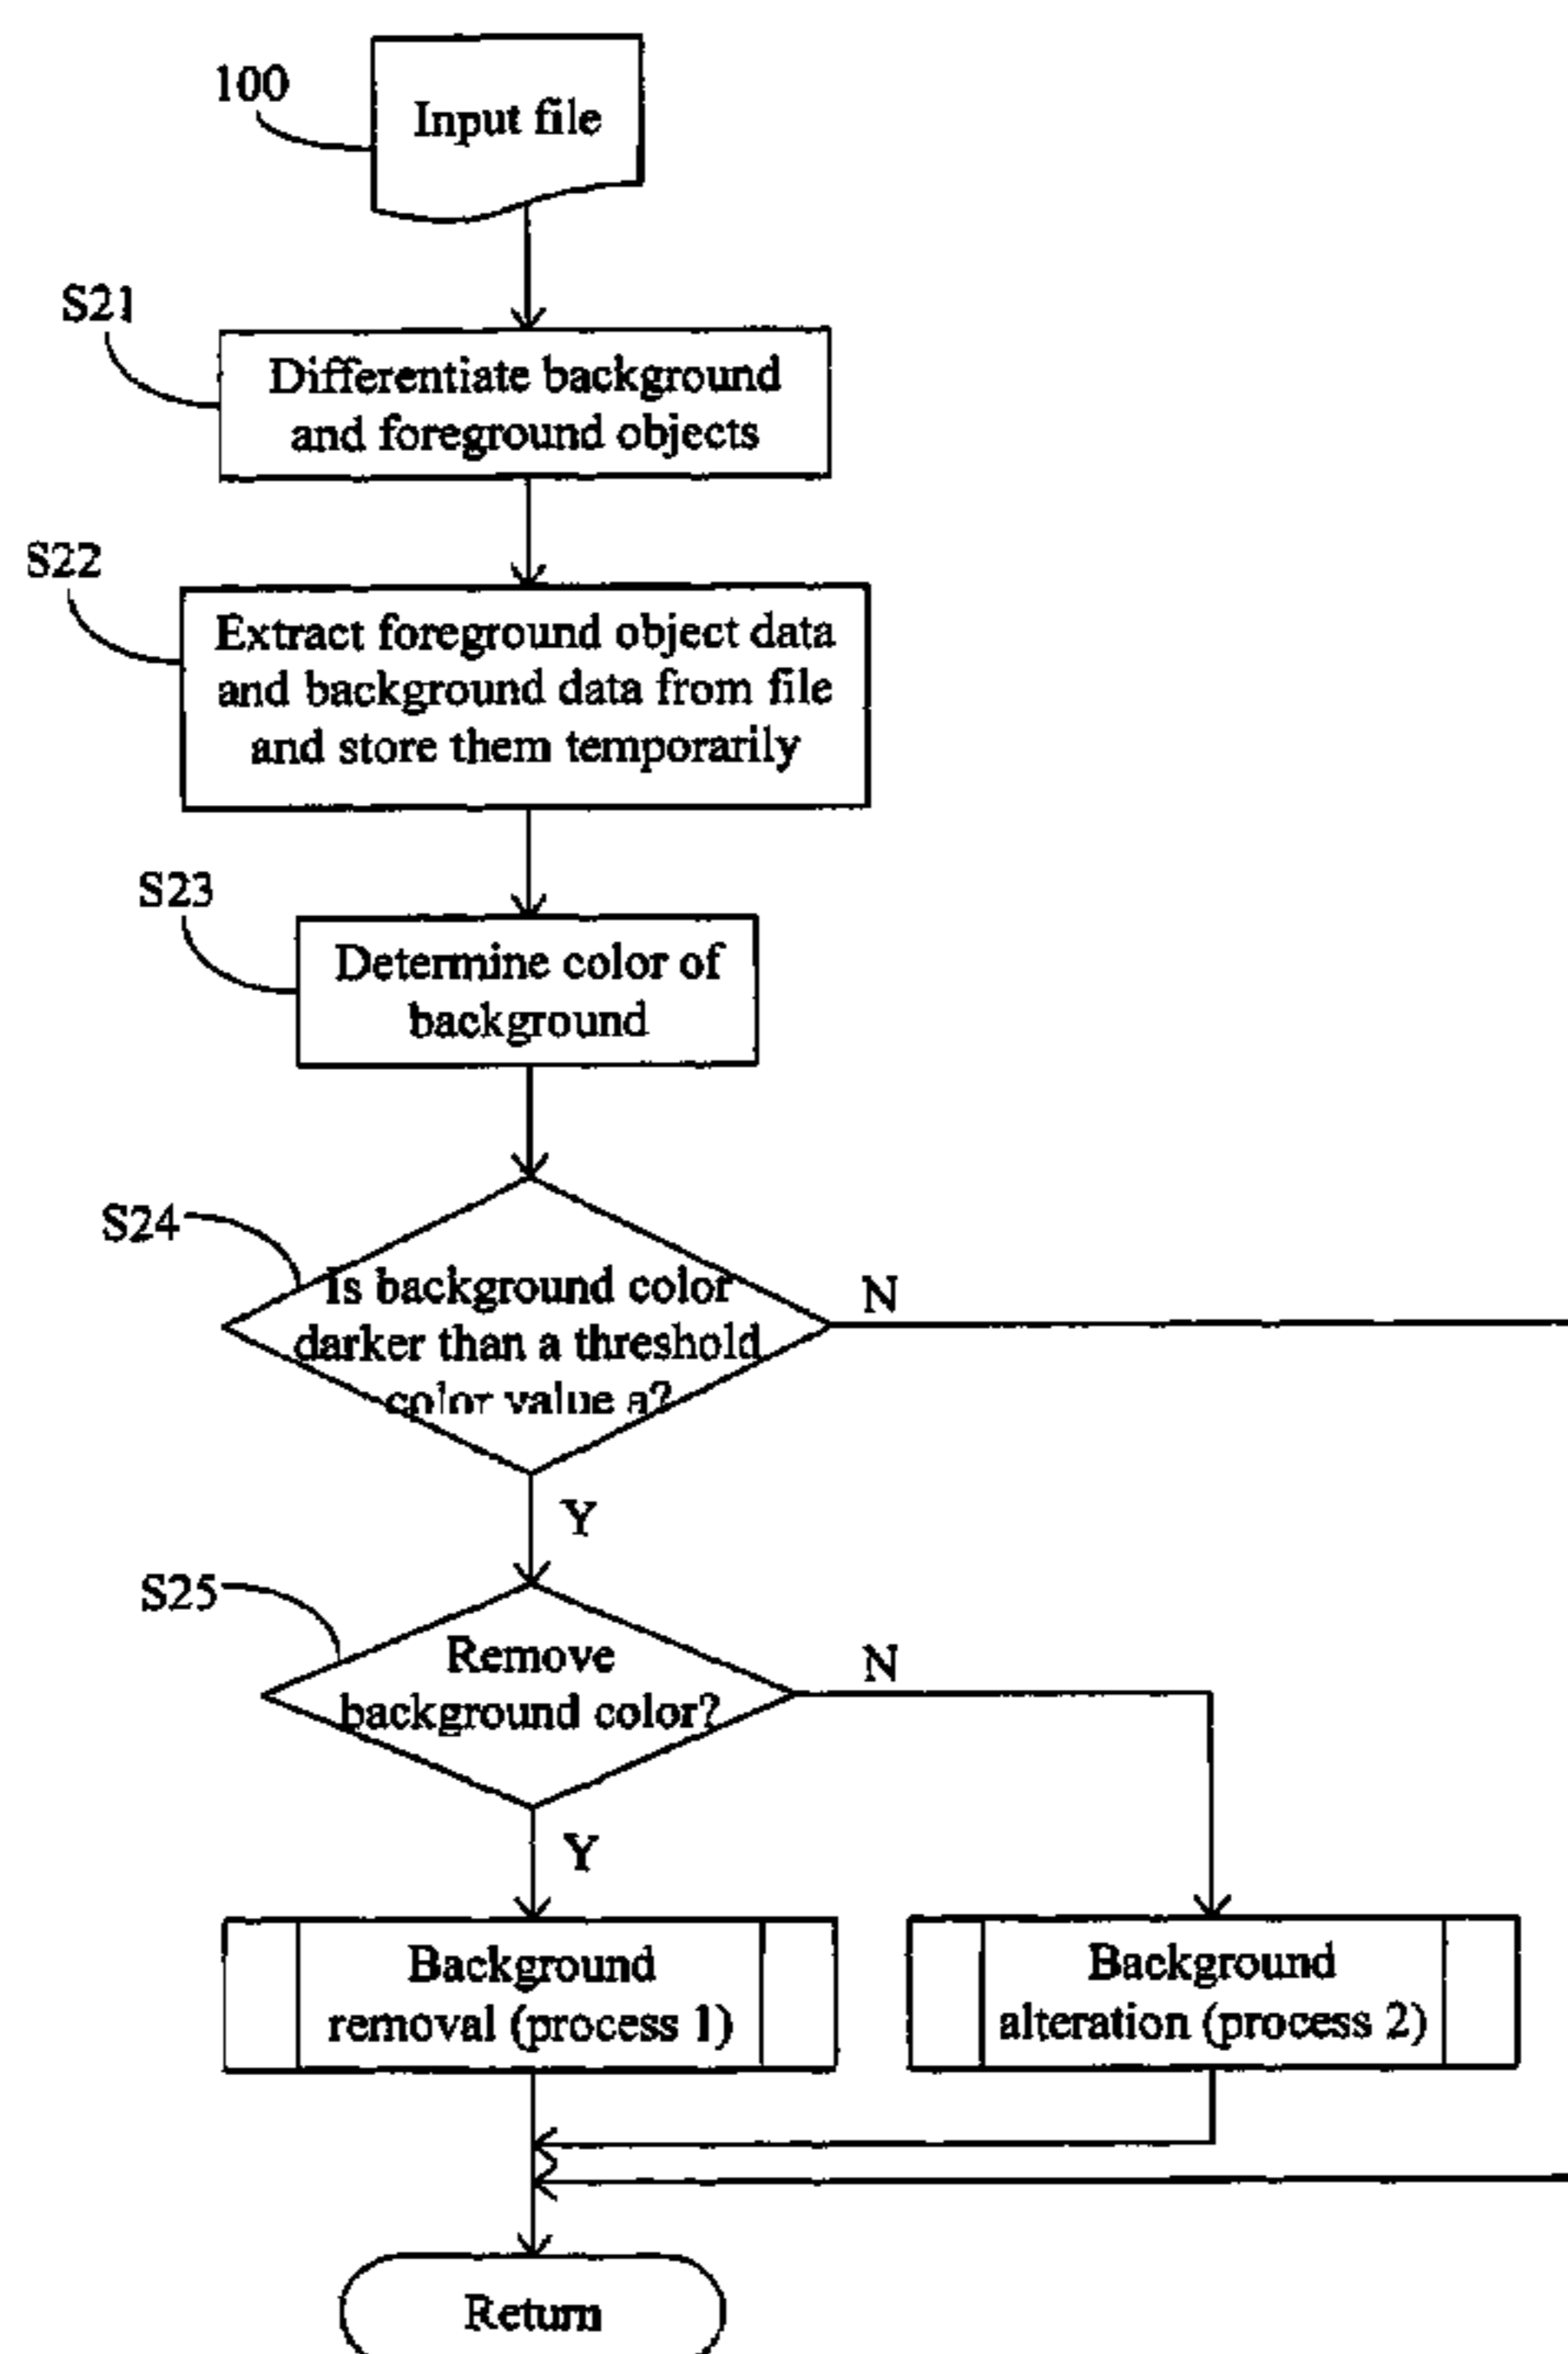 100
Input file
S21
Differentiate background
and foreground objects
S22
Extract foreground object data
and background data from file
and store them temporarily
S23
Determine color of
background
S24
Is background color
darker than a threshold
color value a?
N
Y
S25
Remove
background color?
N
Y
Background
removal (process 1)
Background
alteration (process 2)
Return